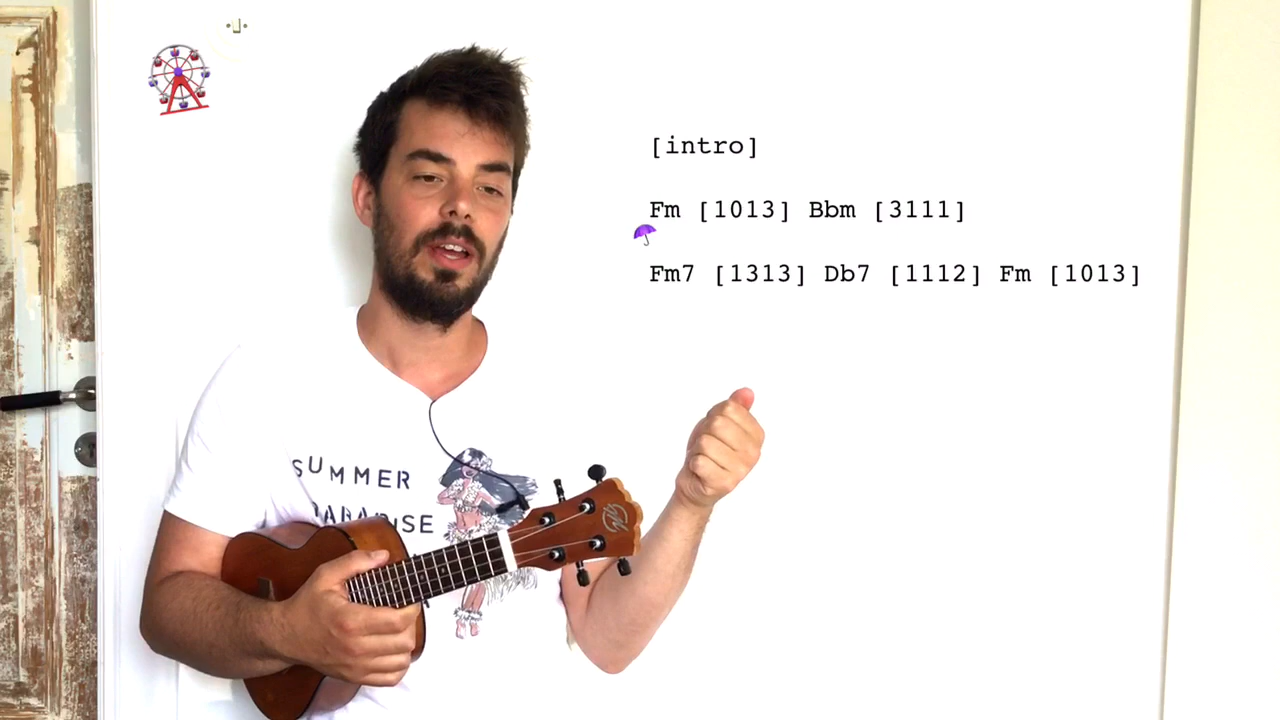 [intro]
Fm [1013] Bbm [3111]
Fm7 [1313] Db7 [1112] Fm [1013]
SUMMER
PARADISE